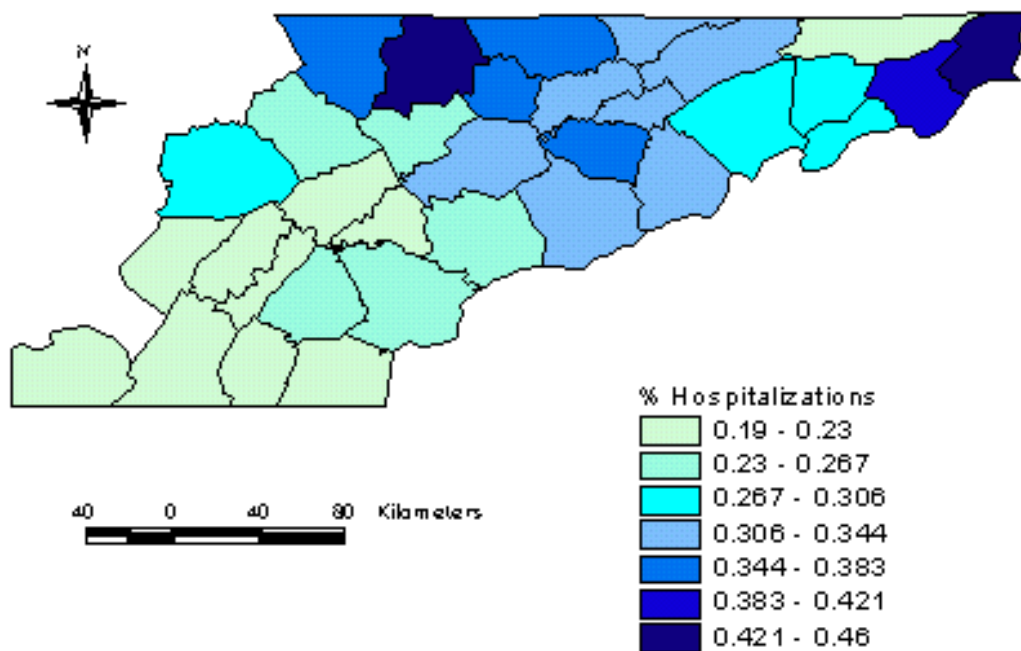 N
% Hospitalizations
0.19 - 0.23
0.23 - 0.267
0.267 - 0.306
0.306 - 0.344
0.344 - 0.383
0.383 - 0.421
0.421 - 0.46
40 0 40 80 Kilometers